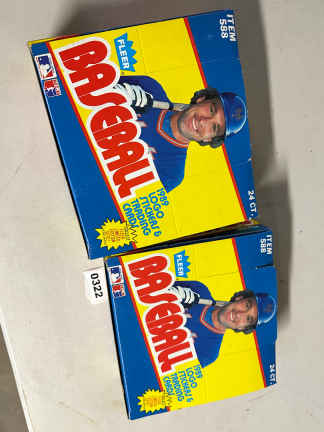 ITEM
588
FLEER
BASEBALL
1989
LOGO
STICKERS &
TRADING
CARDS
24 CT.
0322
ITEM
588
FLEER
BASEBALL
1989
LOGO
STICKERS &
TRADING
CARDS
24 CT.